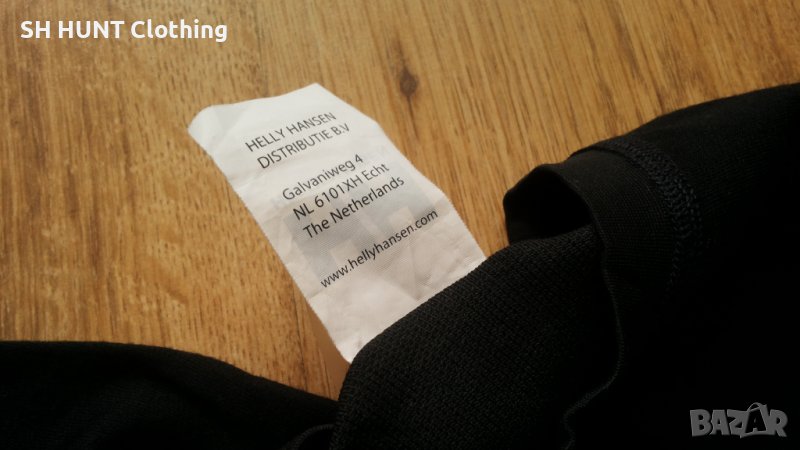 SH HUNT Clothing
HELLY HANSEN
DISTRIBUTIE B.V
Galvaniweg 4
NL 6101XH Echt
The Netherlands
www.hellyhansen.com
BAZAR